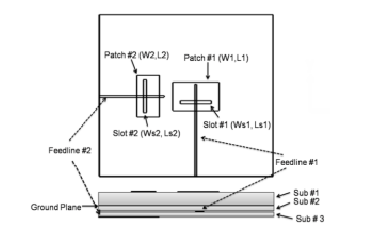 Patch #2 (W2, L2)
Patch #1 (W1, L1)
Slot #2 (Ws2, Ls2)
Slot #1 (Ws1, Ls1)
Feedline #2
Feedline #1
Sub #1
Ground Plane
Sub #2
Sub # 3